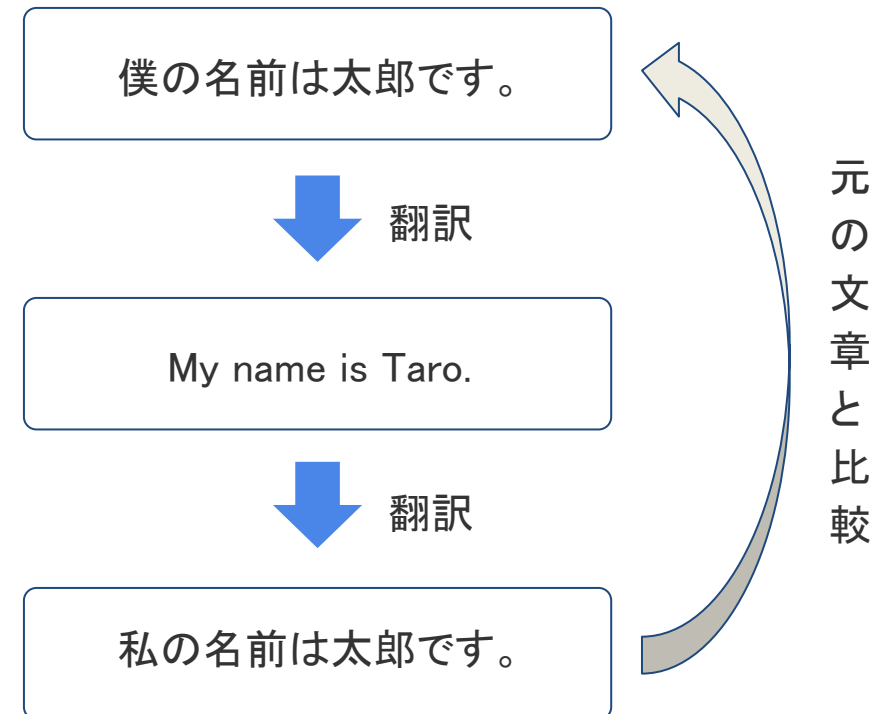 僕の名前は太郎です。
翻訳
My name is Taro.
翻訳
私の名前は太郎です。
元の文章と比較